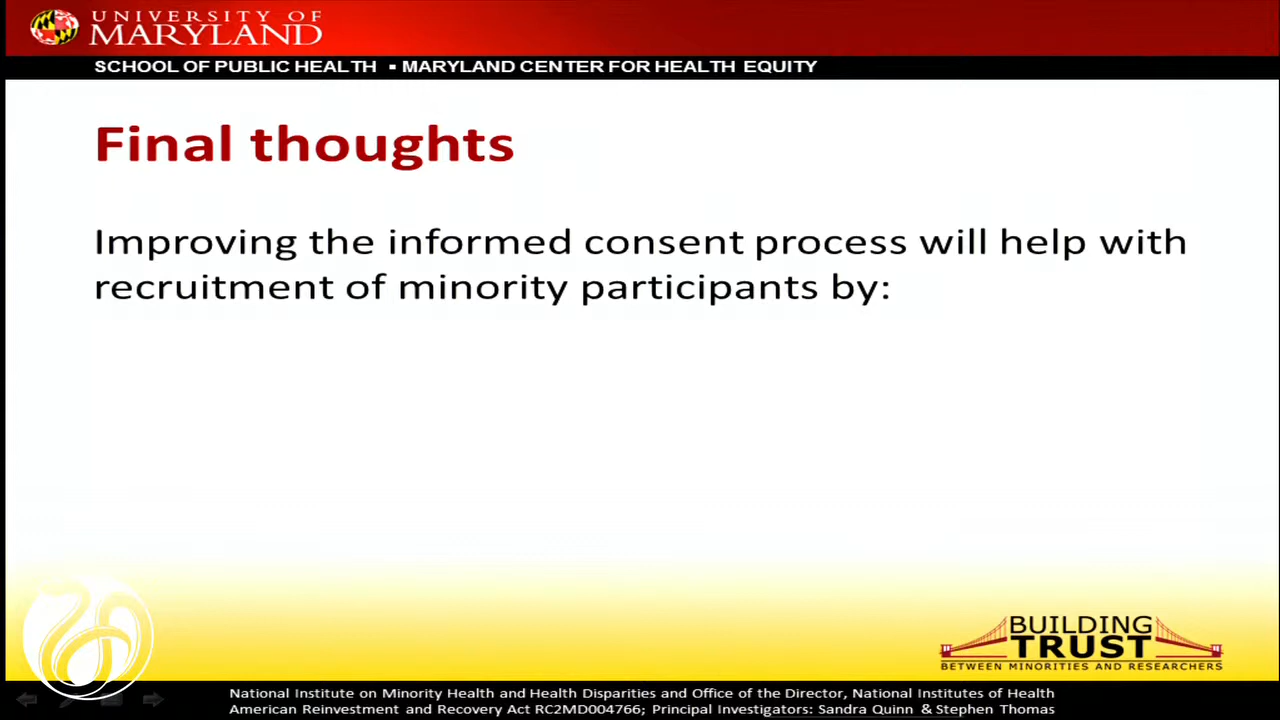 UNIVERSITY OF
MARYLAND
SCHOOL OF PUBLIC HEALTH ▪ MARYLAND CENTER FOR HEALTH EQUITY
Final thoughts
Improving the informed consent process will help with
recruitment of minority participants by:
BUILDING
TRUST
BETWEEN MINORITIES AND RESEARCHERS
National Institute on Minority Health and Health Disparities and Office of the Director, National Institutes of Health
American Reinvestment and Recovery Act RC2MD004766; Principal Investigators: Sandra Quinn & Stephen Thomas